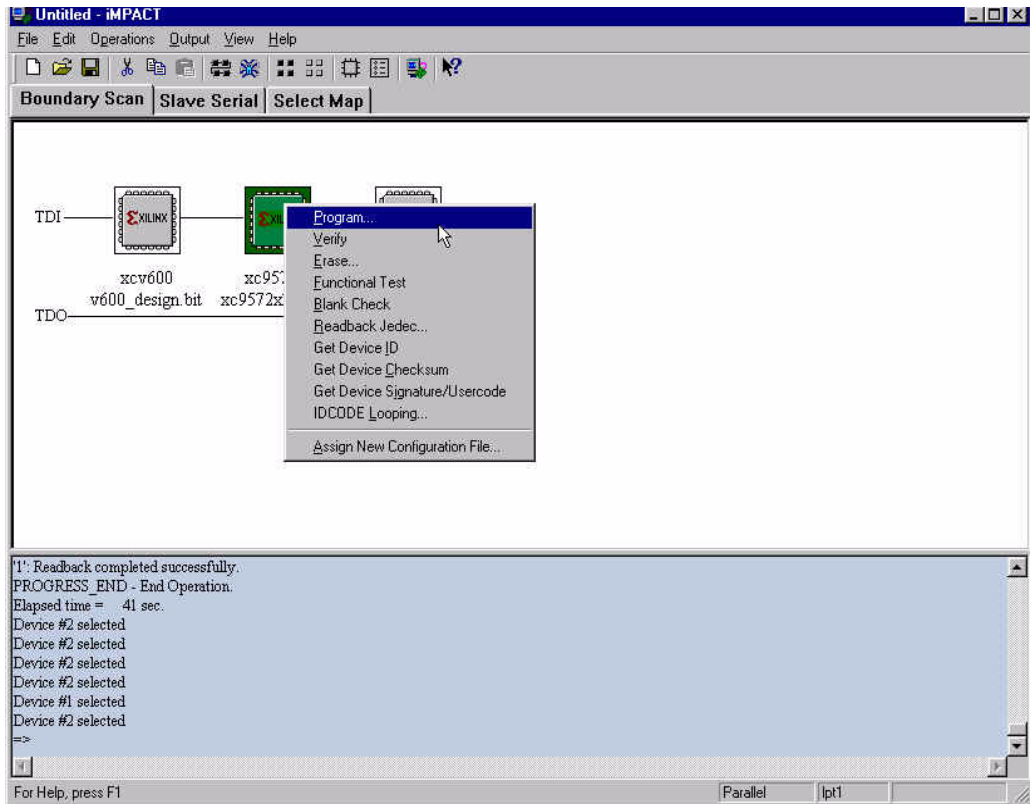 Untitled - iMPACT
File Edit Operations Output View Help
Boundary Scan Slave Serial Select Map
TDI
ΣXILINX
xcv600
v600_design.bit
TDO
Program...
Verify
Erase...
Functional Test
Blank Check
Readback Jedec...
Get Device ID
Get Device Checksum
Get Device Signature/Usercode
IDCODE Looping...
Assign New Configuration File...
'1': Readback completed successfully.
PROGRESS_END - End Operation.
Elapsed time = 41 sec.
Device #2 selected
Device #2 selected
Device #2 selected
Device #2 selected
Device #1 selected
Device #2 selected
=>
For Help, press F1
Parallel
lpt1